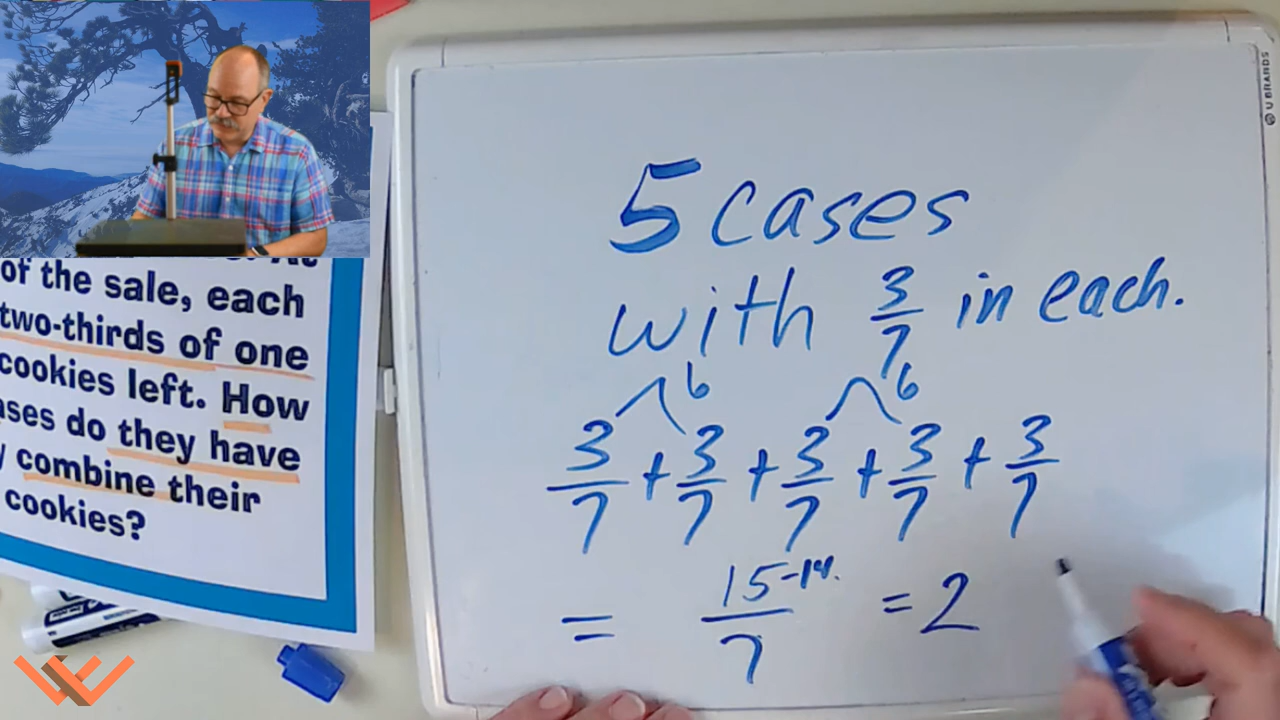 of the sale, each
two-thirds of one
cookies left. How
ases do they have
combine their
cookies?
U BRANDS
5 cases
with 3/7 in each.
6 6
3/7 + 3/7 + 3/7 + 3/7 + 3/7
= 15-14./7 = 2